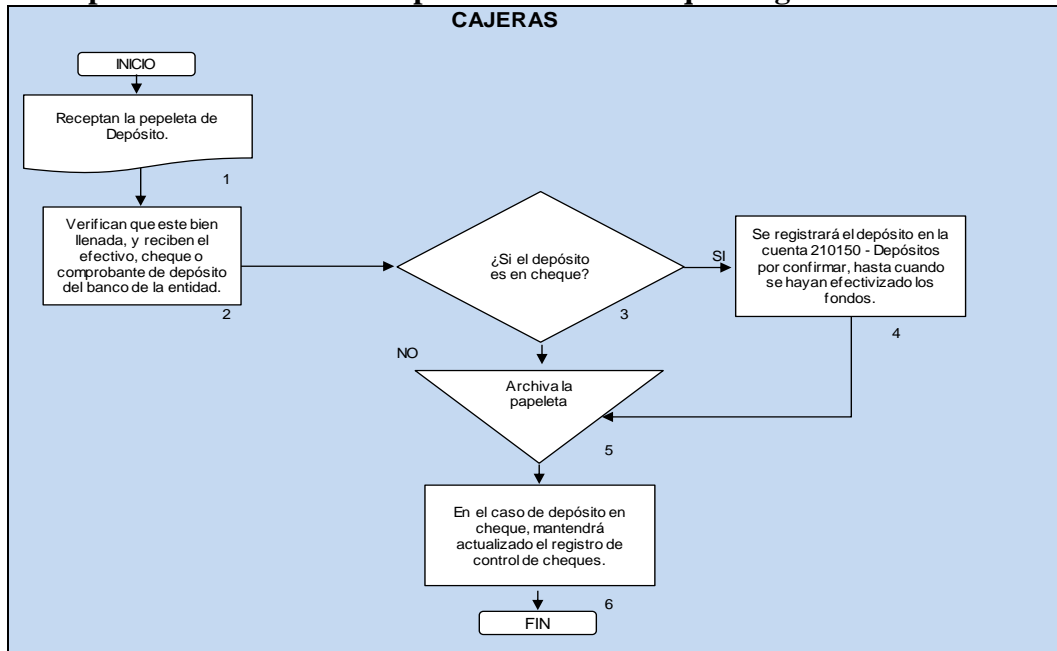 CAJERAS
INICIO
Receptan la pepeleta de
Depósito.
1
Verifican que este bien
llenada, y reciben el
efectivo, cheque o
comprobante de depósito
del banco de la entidad.
2
¿Si el depósito
es en cheque?
3
SI
Se registrará el depósito en la
cuenta 210150 - Depósitos
por confirmar, hasta cuando
se hayan efectivizado los
fondos.
4
NO
Archiva la
papeleta
5
En el caso de depósito en
cheque, mantendrá
actualizado el registro de
control de cheques.
6
FIN